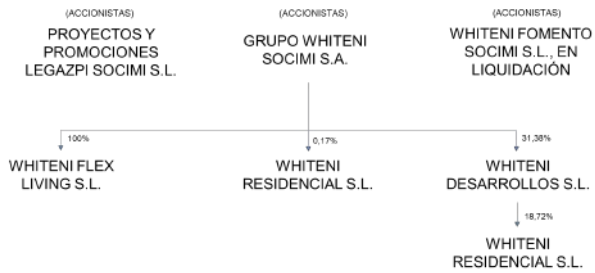 (ACCIONISTAS)
PROYECTOS Y
PROMOCIONES
LEGAZPI SOCIMI S.L.
(ACCIONISTAS)
GRUPO WHITENI
SOCIMI S.A.
(ACCIONISTAS)
WHITENI FOMENTO
SOCIMI S.L., EN
LIQUIDACIÓN
100%
WHITENI FLEX
LIVING S.L.
0,17%
WHITENI
RESIDENCIAL S.L.
31,38%
WHITENI
DESARROLLOS S.L.
18,72%
WHITENI
RESIDENCIAL S.L.